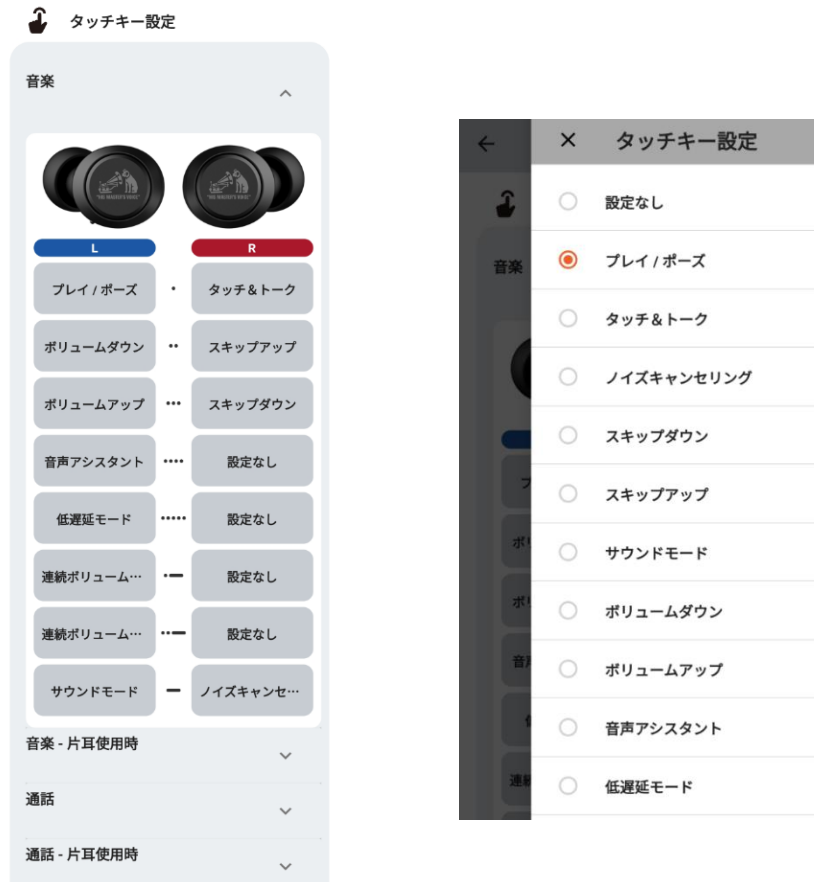 タッチキー設定
音楽
"HIS MASTER'S VOICE"
"HIS MASTER'S VOICE"
L
R
プレイ / ポーズ
タッチ＆トーク
ボリュームダウン
スキップアップ
ボリュームアップ
スキップダウン
音声アシスタント
設定なし
低遅延モード
設定なし
連続ボリューム…
設定なし
連続ボリューム…
設定なし
サウンドモード
ノイズキャンセ…
音楽 - 片耳使用時
通話
通話 - 片耳使用時
タッチキー設定
音楽
設定なし
プレイ / ポーズ
タッチ＆トーク
ノイズキャンセリング
スキップダウン
スキップアップ
サウンドモード
ボリュームダウン
ボリュームアップ
音声アシスタント
低遅延モード